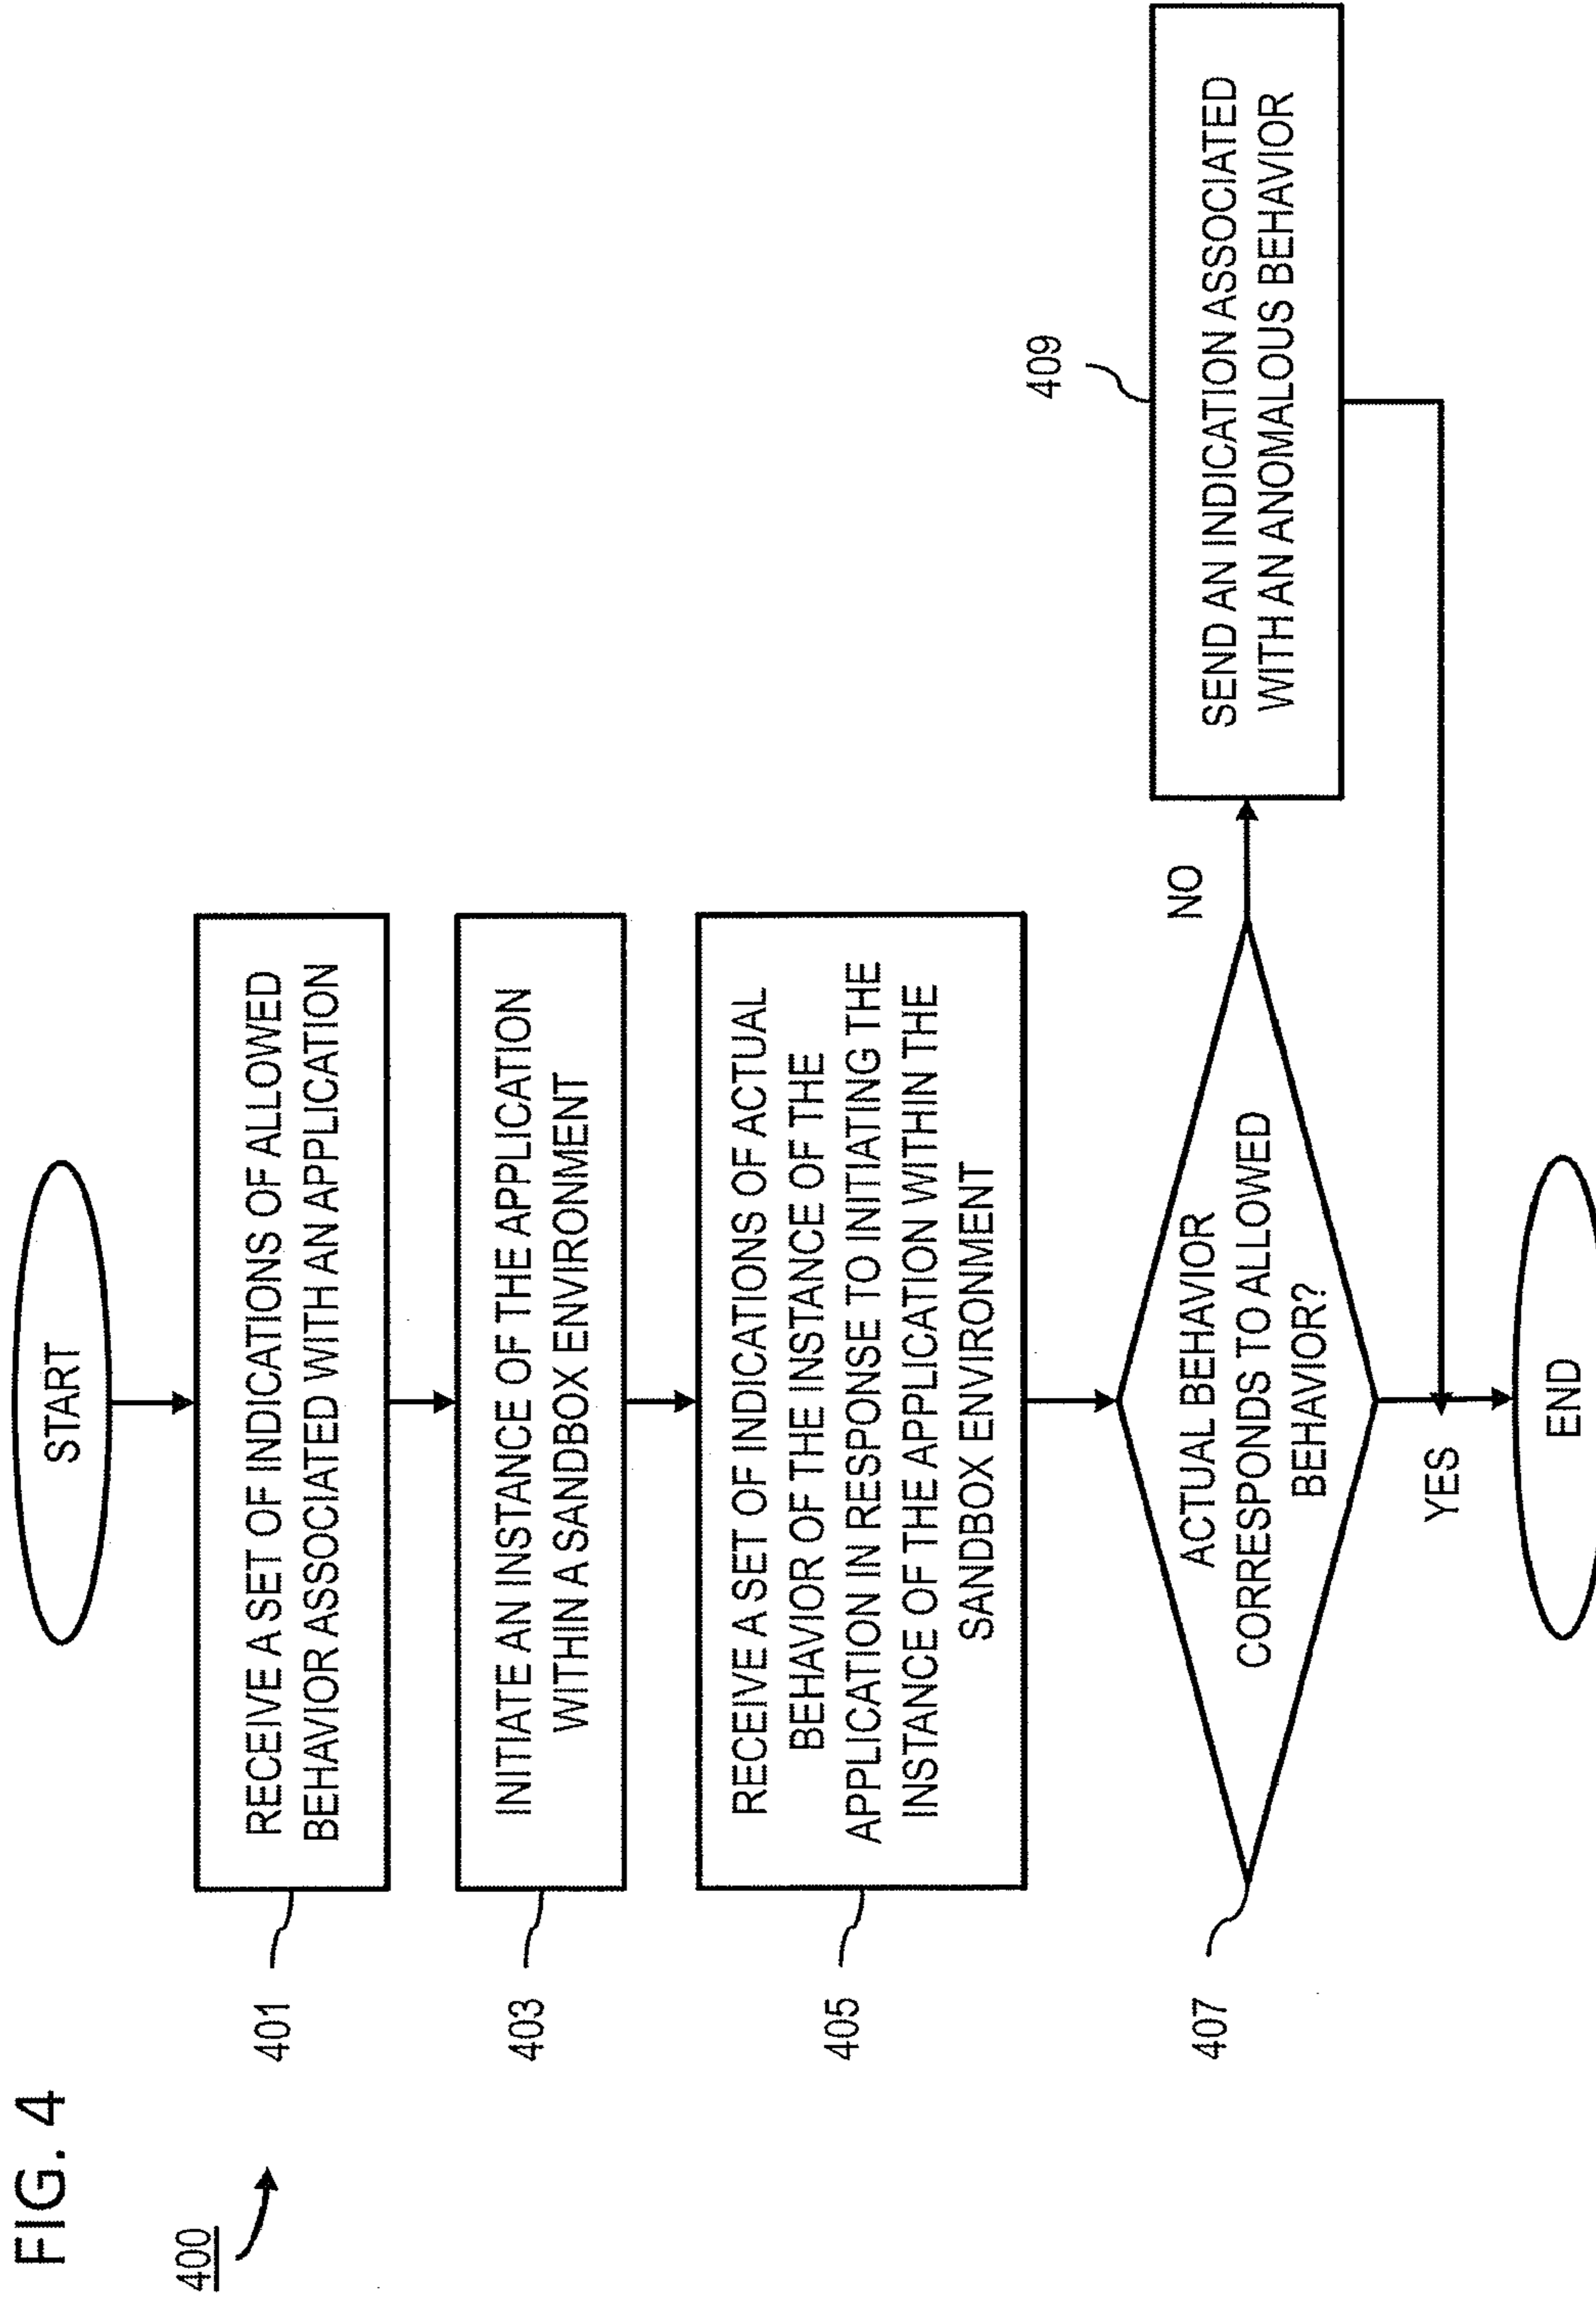 FIG. 4
400
START
401
RECEIVE A SET OF INDICATIONS OF ALLOWED
BEHAVIOR ASSOCIATED WITH AN APPLICATION
403
INITIATE AN INSTANCE OF THE APPLICATION
WITHIN A SANDBOX ENVIRONMENT
405
RECEIVE A SET OF INDICATIONS OF ACTUAL
BEHAVIOR OF THE INSTANCE OF THE
APPLICATION IN RESPONSE TO INITIATING THE
INSTANCE OF THE APPLICATION WITHIN THE
SANDBOX ENVIRONMENT
407
ACTUAL BEHAVIOR
CORRESPONDS TO ALLOWED
BEHAVIOR?
NO
409
SEND AN INDICATION ASSOCIATED
WITH AN ANOMALOUS BEHAVIOR
YES
END